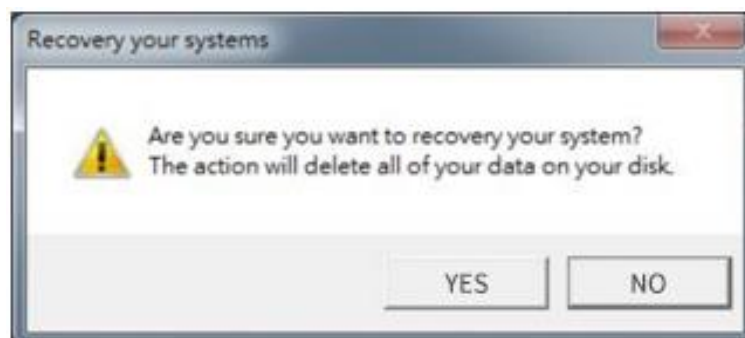 Recovery your systems
Are you sure you want to recovery your system?
The action will delete all of your data on your disk.
YES
NO